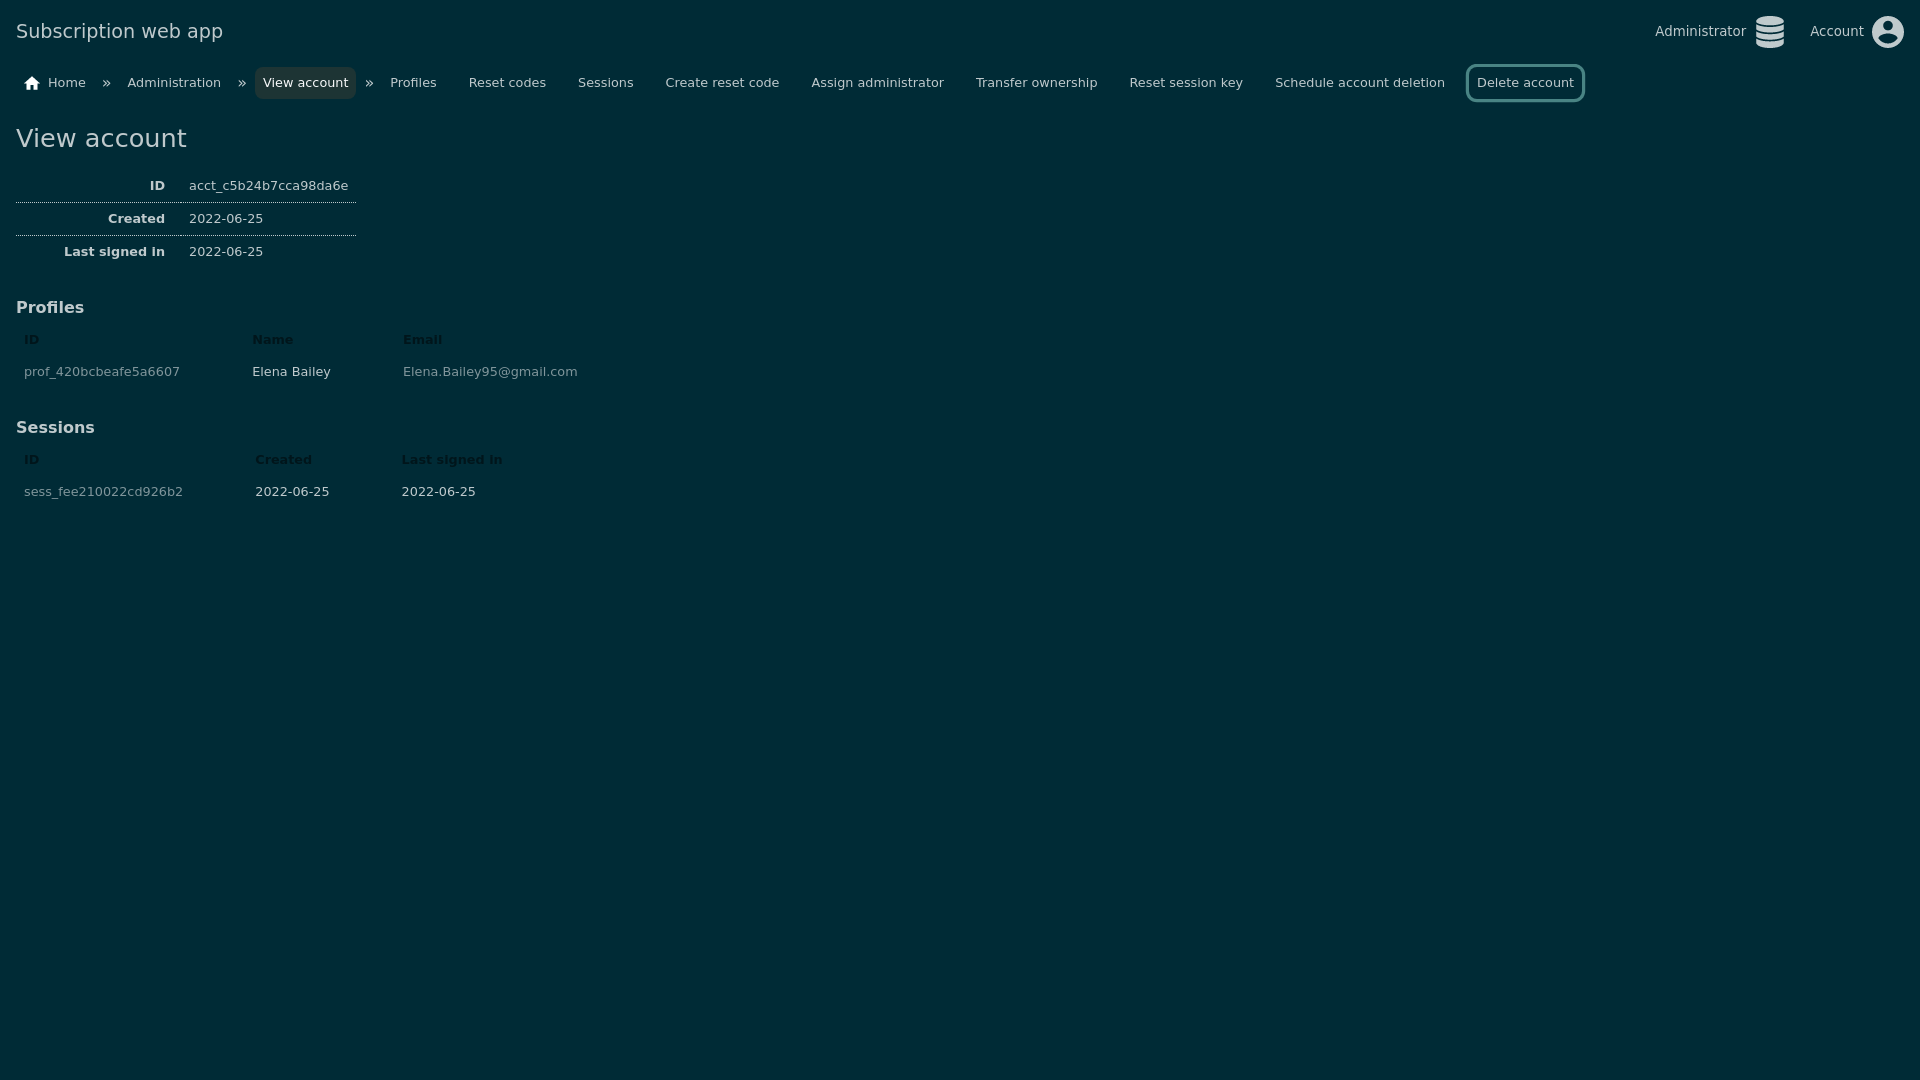 Subscription web app
Administrator
Account
Home » Administration » View account » Profiles Reset codes Sessions Create reset code Assign administrator Transfer ownership Reset session key Schedule account deletion Delete account
View account
ID acct_c5b24b7cca98da6e
Created 2022-06-25
Last signed in 2022-06-25
Profiles
ID Name Email
prof_420bcbeafe5a6607 Elena Bailey Elena.Bailey95@gmail.com
Sessions
ID Created Last signed in
sess_fee210022cd926b2 2022-06-25 2022-06-25